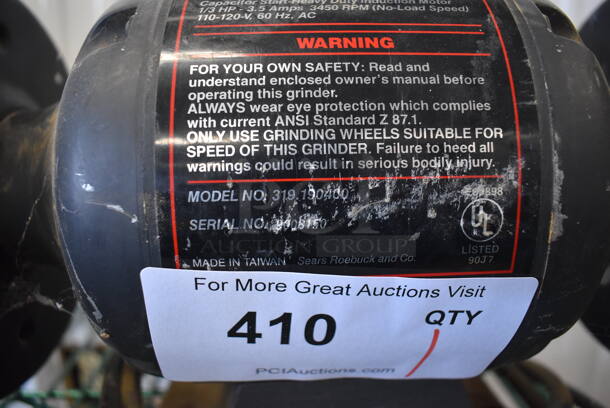 Capacitor Start-Heavy Duty Induction Motor
1/3 HP - 3.5 Amps 3450 RPM (No-Load Speed)
110-120-V, 60 Hz, AC
WARNING
FOR YOUR OWN SAFETY: Read and
understand enclosed owner's manual before
operating this grinder.
ALWAYS wear eye protection which complies
with current ANSI Standard Z 87.1.
ONLY USE GRINDING WHEELS SUITABLE FOR
SPEED OF THIS GRINDER. Failure to heed all
warnings could result in serious bodily injury.
MODEL NO. 319.190400
SERIAL NO.
UL
LISTED
90J7
AUCTION GROUP
MADE IN TAIWAN Sears Roebuck and Co.
For More Great Auctions Visit
410 QTY
PCIAuctions.com